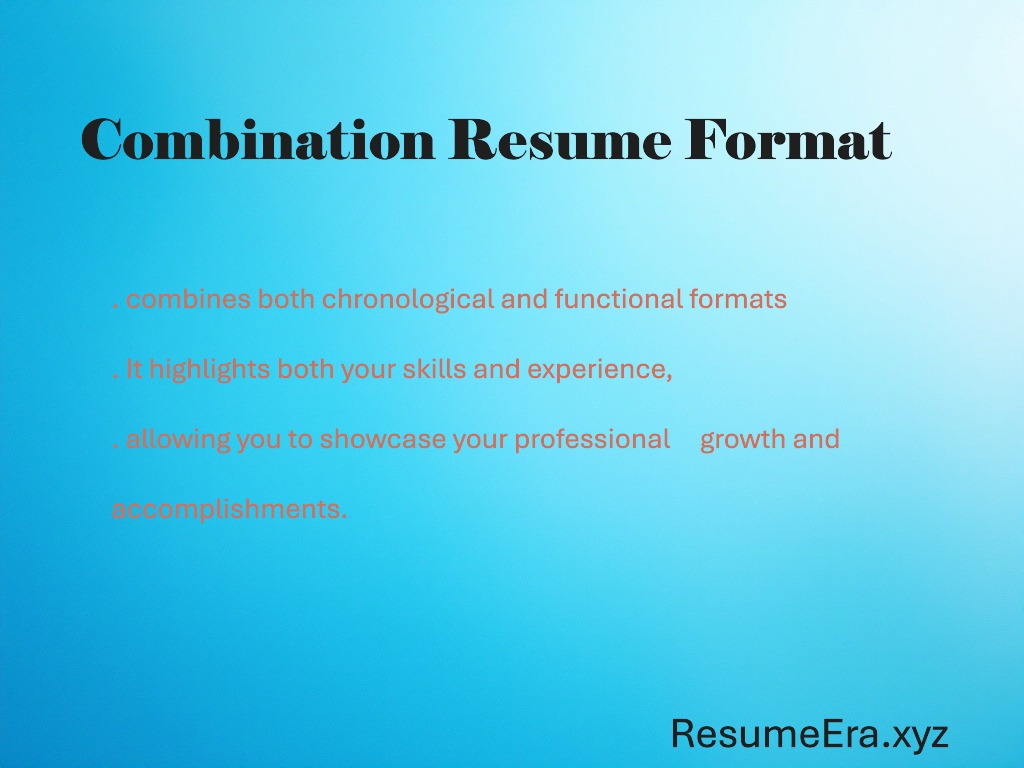 Combination Resume Format
. combines both chronological and functional formats
. It highlights both your skills and experience,
. allowing you to showcase your professional    growth and
accomplishments.
ResumeEra.xyz